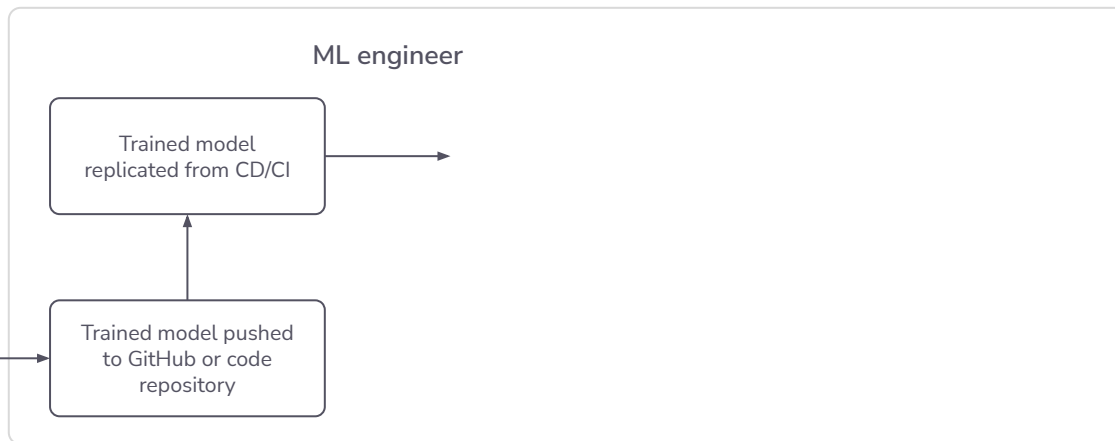 ML engineer
Trained model
replicated from CD/CI
Trained model pushed
to GitHub or code
repository